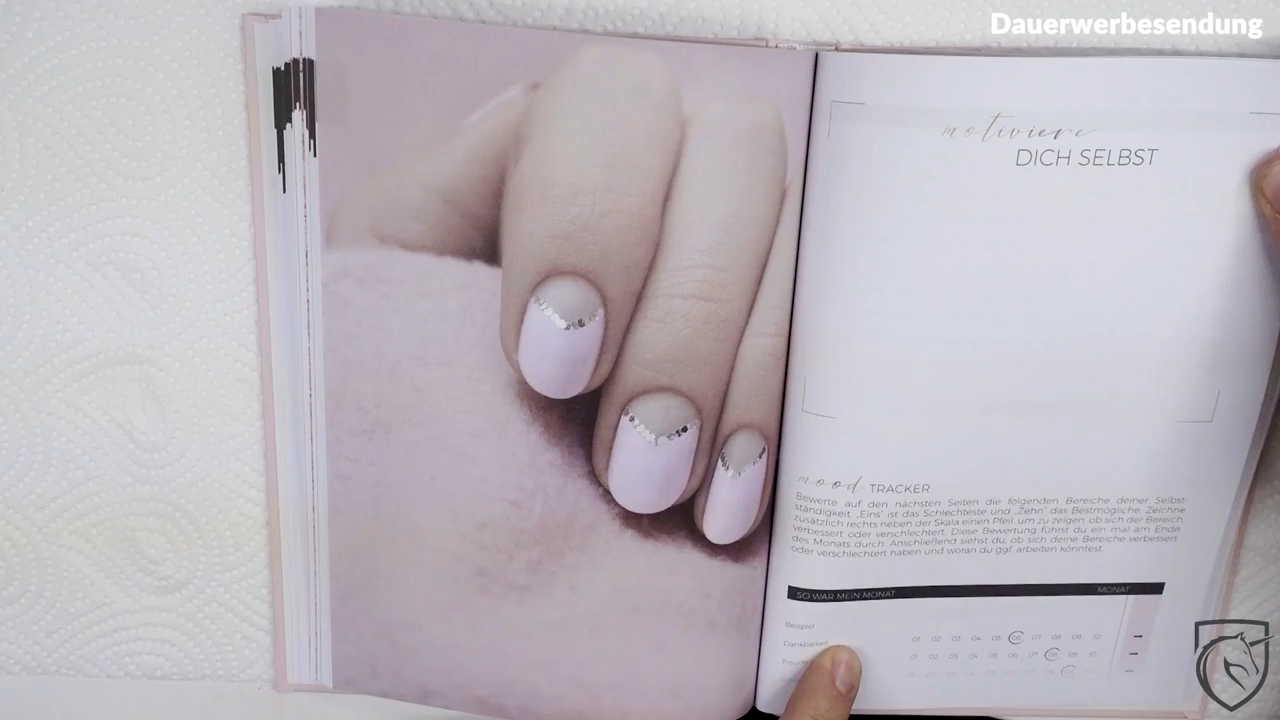 Dauerwerbesendung
motiviere
DICH SELBST
mood TRACKER
Bewerte auf den nächsten Seiten die folgenden Bereiche deiner Selbst-
ständigkeit. „Eins" ist das Schlechteste und „Zehn" das Bestmögliche. Zeichne
zusätzlich rechts neben der Skala einen Pfeil, um zu zeigen, ob sich der Bereich
verbessert oder verschlechtert. Diese Bewertung führst du ein mal am Ende
des Monats durch. Anschließend siehst du, ob sich deine Bereiche verbessert
oder verschlechtert haben und woran du ggf. arbeiten könntest.
SO WAR MEIN MONAT MONAT
Beispiel
Dankbarkeit 01 02 03 04 05 06 07 08 09 10
01 02 03 04 05 06 07 08 09 10